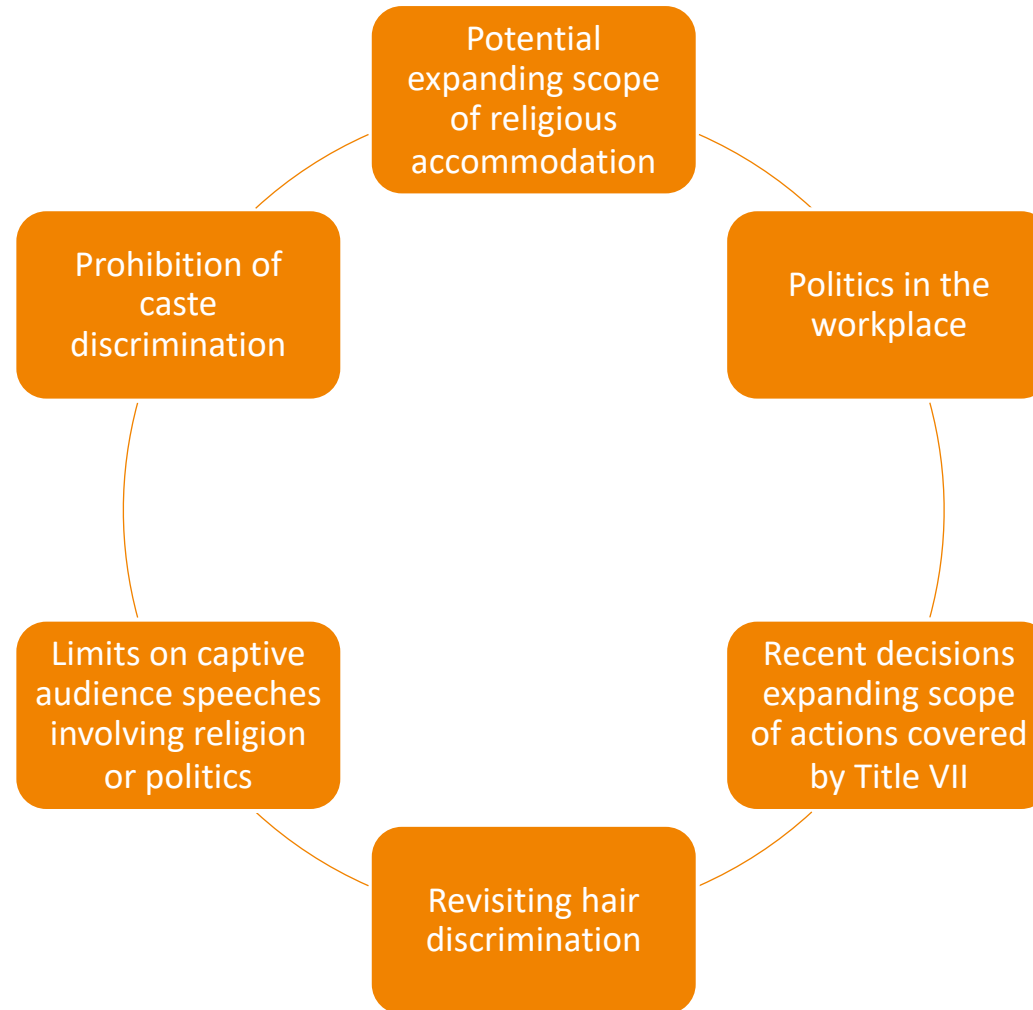 Potential
expanding scope
of religious
accommodation
Politics in the
workplace
Recent decisions
expanding scope
of actions covered
by Title VII
Revisiting hair
discrimination
Limits on captive
audience speeches
involving religion
or politics
Prohibition of
caste
discrimination